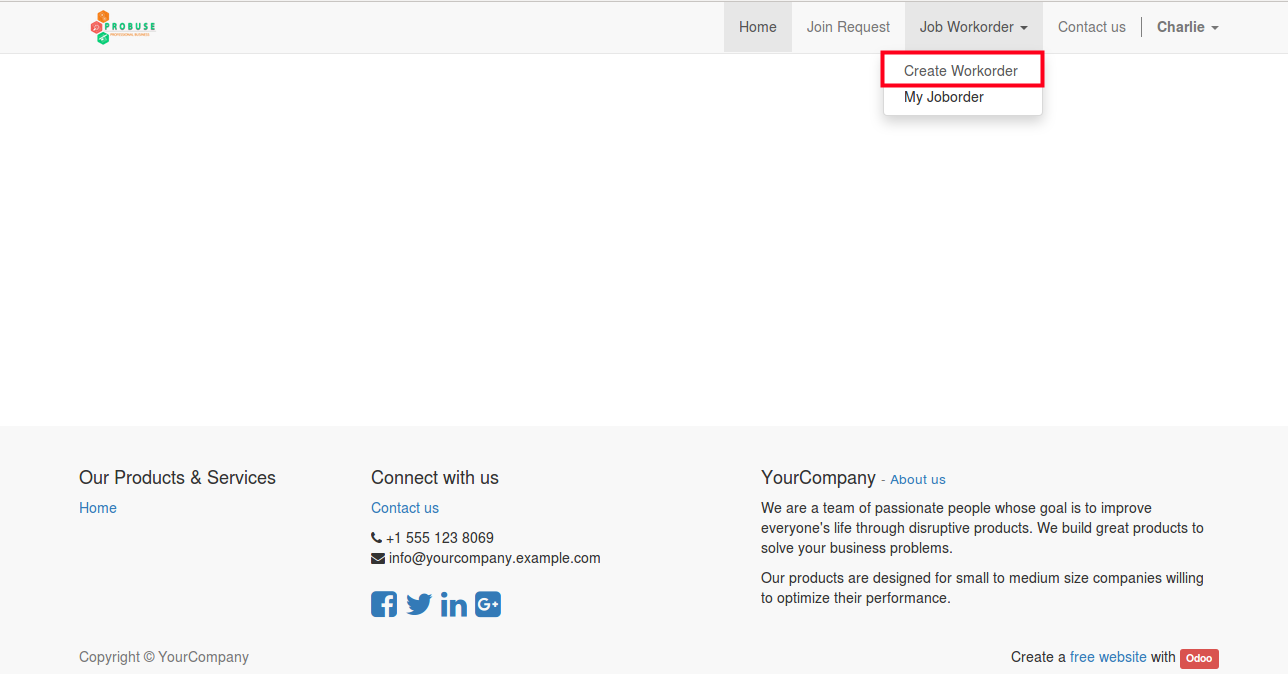 PROBUSE
Home
Join Request
Job Workorder
Contact us
Charlie
Create Workorder
My Joborder
Our Products & Services
Home
Connect with us
Contact us
+1 555 123 8069
info@yourcompany.example.com
YourCompany - About us
We are a team of passionate people whose goal is to improve
everyone's life through disruptive products. We build great products to
solve your business problems.
Our products are designed for small to medium size companies willing
to optimize their performance.
Copyright © YourCompany
Create a free website with Odoo